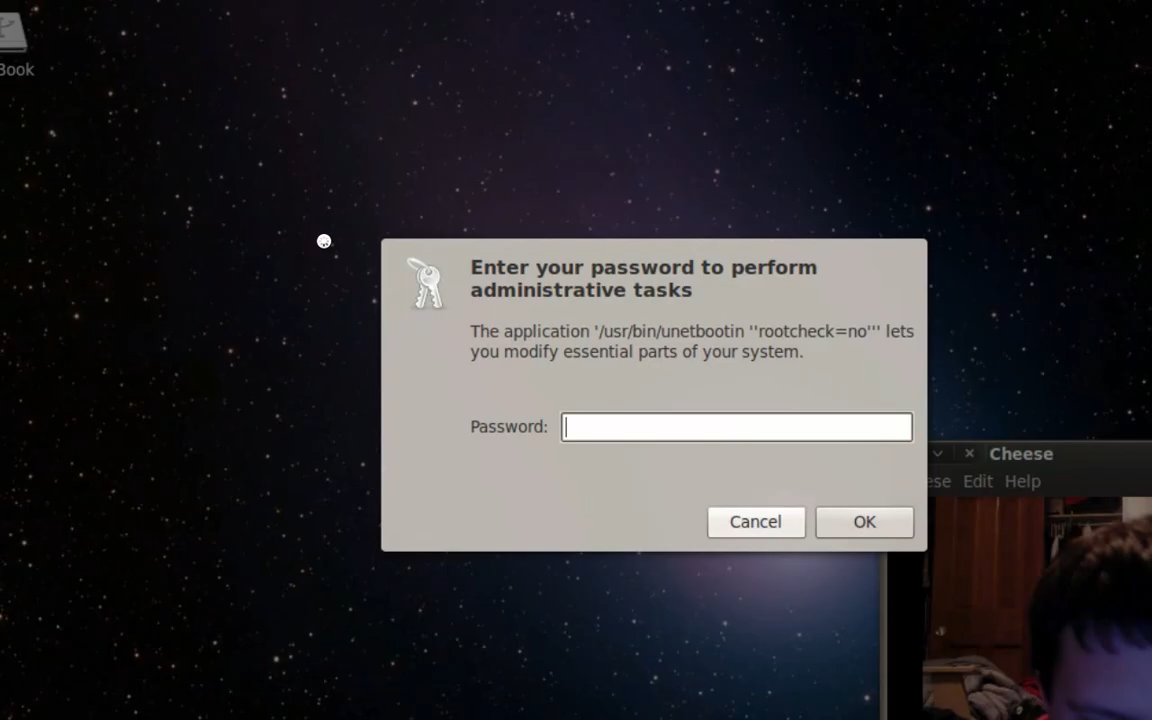 Book
Enter your password to perform
administrative tasks
The application '/usr/bin/unetbootin ''rootcheck=no''' lets
you modify essential parts of your system.
Password:
Cancel OK
Cheese
ese Edit Help